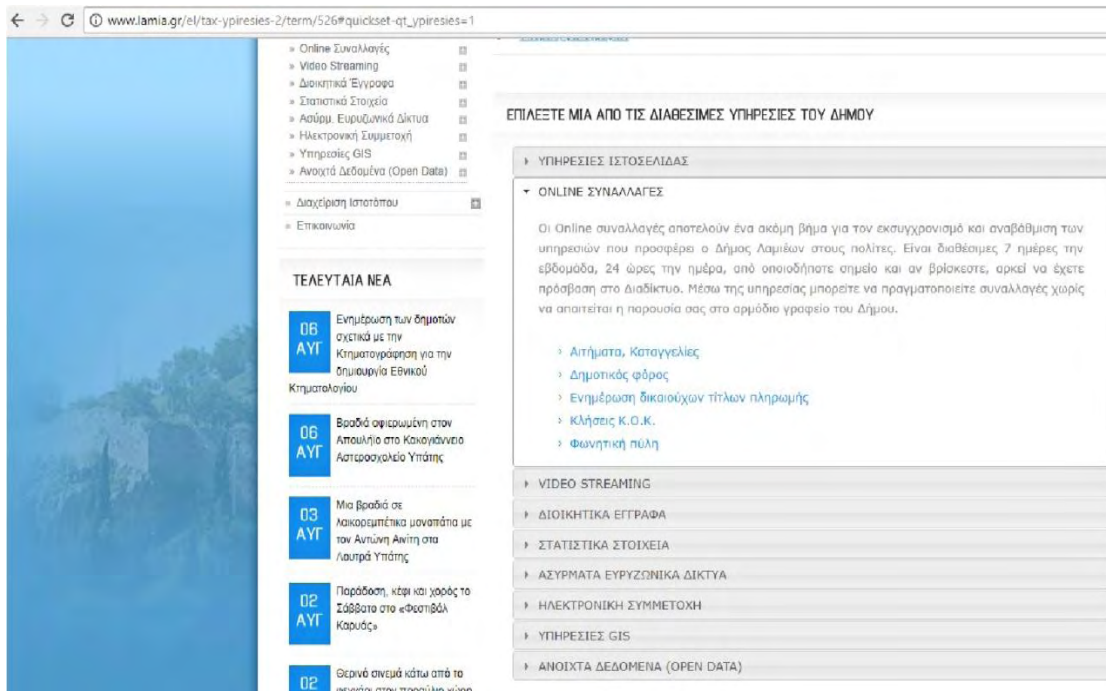 www.lamia.gr/el/tax-ypiresies-2/term/526#quickset-qt_ypiresies=1
» Online Συναλλαγές
» Video Streaming
» Διοικητικά Έγγραφα
» Στατιστικά Στοιχεία
» Ασύρμ. Ευρυζωνικά Δίκτυα
» Ηλεκτρονική Συμμετοχή
» Υπηρεσίες GIS
» Ανοιχτά Δεδομένα (Open Data)
» Διαχείριση Ιστοτόπου
» Επικοινωνία
ΤΕΛΕΥΤΑΙΑ ΝΕΑ
06
ΑΥΓ
Ενημέρωση των δημοτών
σχετικά με την
Κτηματογράφηση για την
δημιουργία Εθνικού
Κτηματολογίου
06
ΑΥΓ
Βραδιά αφιερωμένη στον
Απουλήιο στο Κακογιάννειο
Αστεροσχολείο Υπάτης
03
ΑΥΓ
Μια βραδιά σε
λαικορεμπέτικα μονοπάτια με
τον Αντώνη Αινίτη στα
Λουτρά Υπάτης
02
ΑΥΓ
Παράδοση, κέφι και χορός το
Σάββατο στο «Φεστιβάλ
Καρυάς»
02
Θερινό σινεμά κάτω από το
ΕΠΙΛΕΞΤΕ ΜΙΑ ΑΠΟ ΤΙΣ ΔΙΑΘΕΣΙΜΕΣ ΥΠΗΡΕΣΙΕΣ ΤΟΥ ΔΗΜΟΥ
ΥΠΗΡΕΣΙΕΣ ΙΣΤΟΣΕΛΙΔΑΣ
ONLINE ΣΥΝΑΛΛΑΓΕΣ
Οι Online συναλλαγές αποτελούν ένα ακόμη βήμα για τον εκσυγχρονισμό και αναβάθμιση των
υπηρεσιών που προσφέρει ο Δήμος Λαμιέων στους πολίτες. Είναι διαθέσιμες 7 ημέρες την
εβδομάδα, 24 ώρες την ημέρα, από οποιοδήποτε σημείο και αν βρίσκεστε, αρκεί να έχετε
πρόσβαση στο Διαδίκτυο. Μέσω της υπηρεσίας μπορείτε να πραγματοποιείτε συναλλαγές χωρίς
να απαιτείται η παρουσία σας στο αρμόδιο γραφείο του Δήμου.
› Αιτήματα, Καταγγελίες
› Δημοτικός φόρος
› Ενημέρωση δικαιούχων τίτλων πληρωμής
› Κλήσεις Κ.Ο.Κ.
› Φωνητική πύλη
VIDEO STREAMING
ΔΙΟΙΚΗΤΙΚΑ ΕΓΓΡΑΦΑ
ΣΤΑΤΙΣΤΙΚΑ ΣΤΟΙΧΕΙΑ
ΑΣΥΡΜΑΤΑ ΕΥΡΥΖΩΝΙΚΑ ΔΙΚΤΥΑ
ΗΛΕΚΤΡΟΝΙΚΗ ΣΥΜΜΕΤΟΧΗ
ΥΠΗΡΕΣΙΕΣ GIS
ΑΝΟΙΧΤΑ ΔΕΔΟΜΕΝΑ (OPEN DATA)